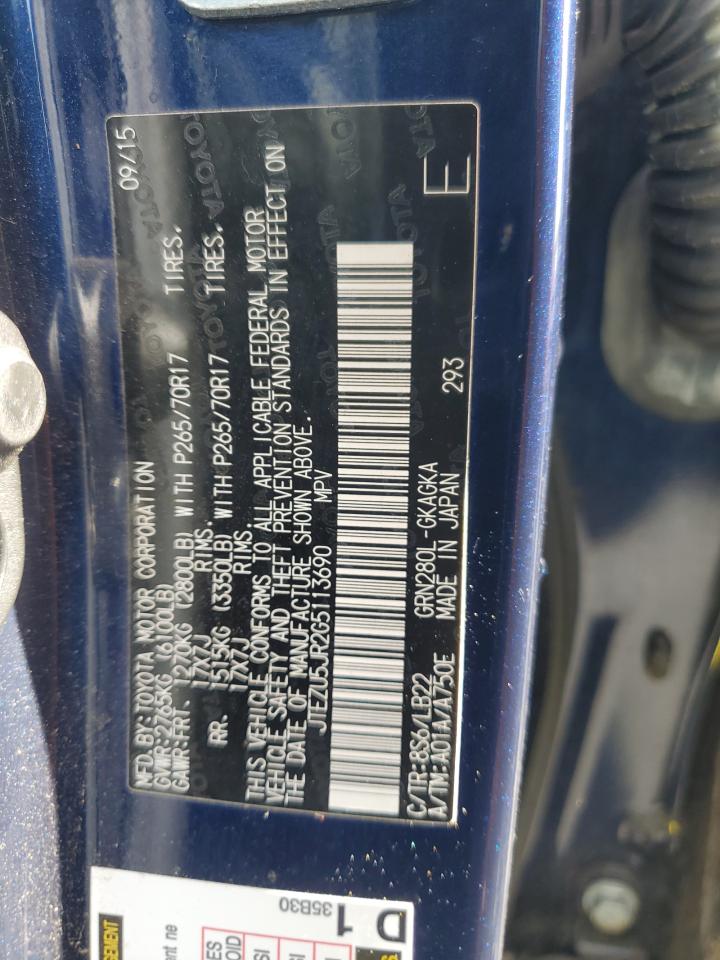 MFD. BY: TOYOTA MOTOR CORPORATION 09/15
GVWR: 2765KG (6100LB)
GAWR: FRT. 1270KG (2800LB) WITH P265/70R17 TIRES.
17X7J RIMS.
RR. 1515KG (3350LB) WITH P265/70R17 TIRES.
17X7J RIMS.
THIS VEHICLE CONFORMS TO ALL APPLICABLE FEDERAL MOTOR
VEHICLE SAFETY AND THEFT PREVENTION STANDARDS IN EFFECT ON
THE DATE OF MANUFACTURE SHOWN ABOVE.
JTEZU5JR2G5113690 MPV
C/TR: 8S6/LB22 GRN280L-GKAGKA
A/TM: A01A/A750E MADE IN JAPAN 293
E
D1
35B30